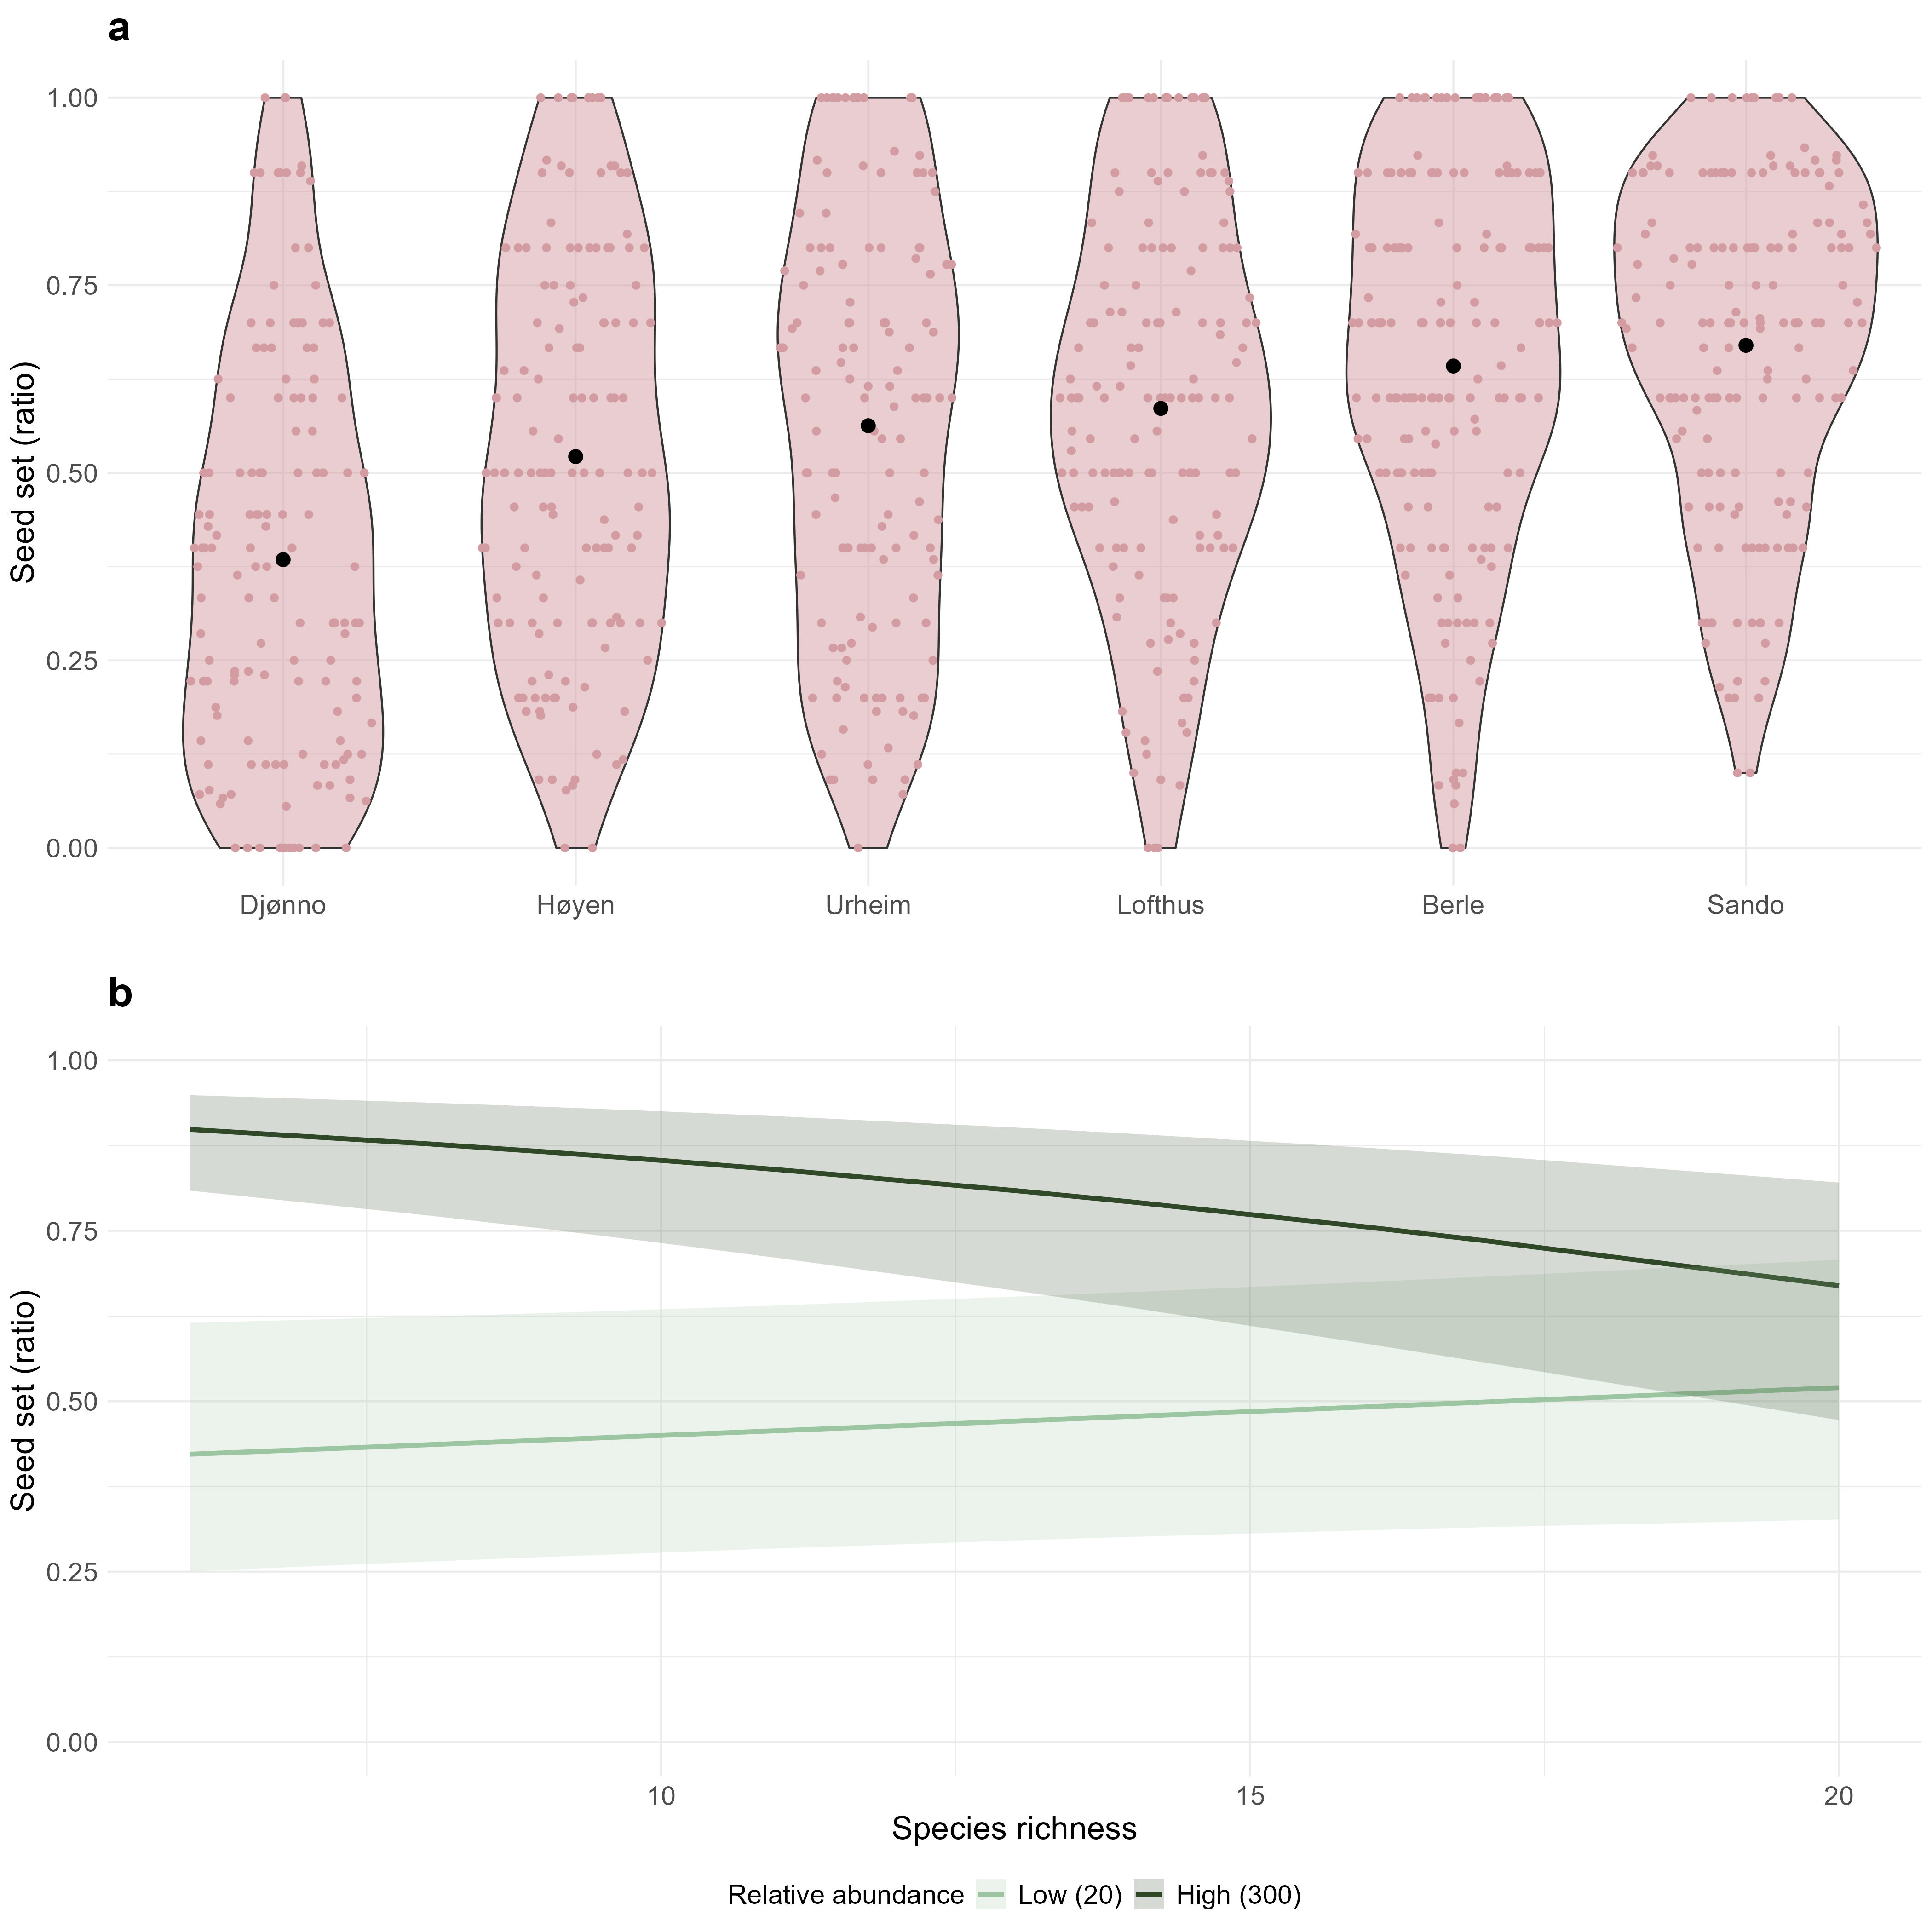 a
1.00
0.75
0.50
0.25
0.00
Seed set (ratio)
Djønno Høyen Urheim Lofthus Berle Sando
b
1.00
0.75
0.50
0.25
0.00
Seed set (ratio)
10 15 20
Species richness
Relative abundance Low (20) High (300)